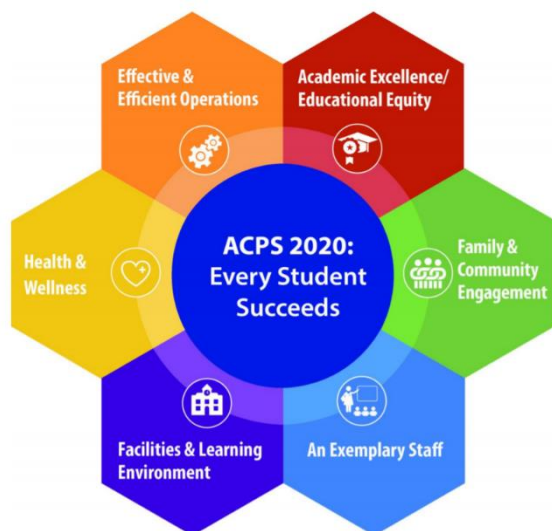 Effective &
Efficient Operations
Academic Excellence/
Educational Equity
Health &
Wellness
ACPS 2020:
Every Student
Succeeds
Family &
Community
Engagement
Facilities & Learning
Environment
An Exemplary Staff